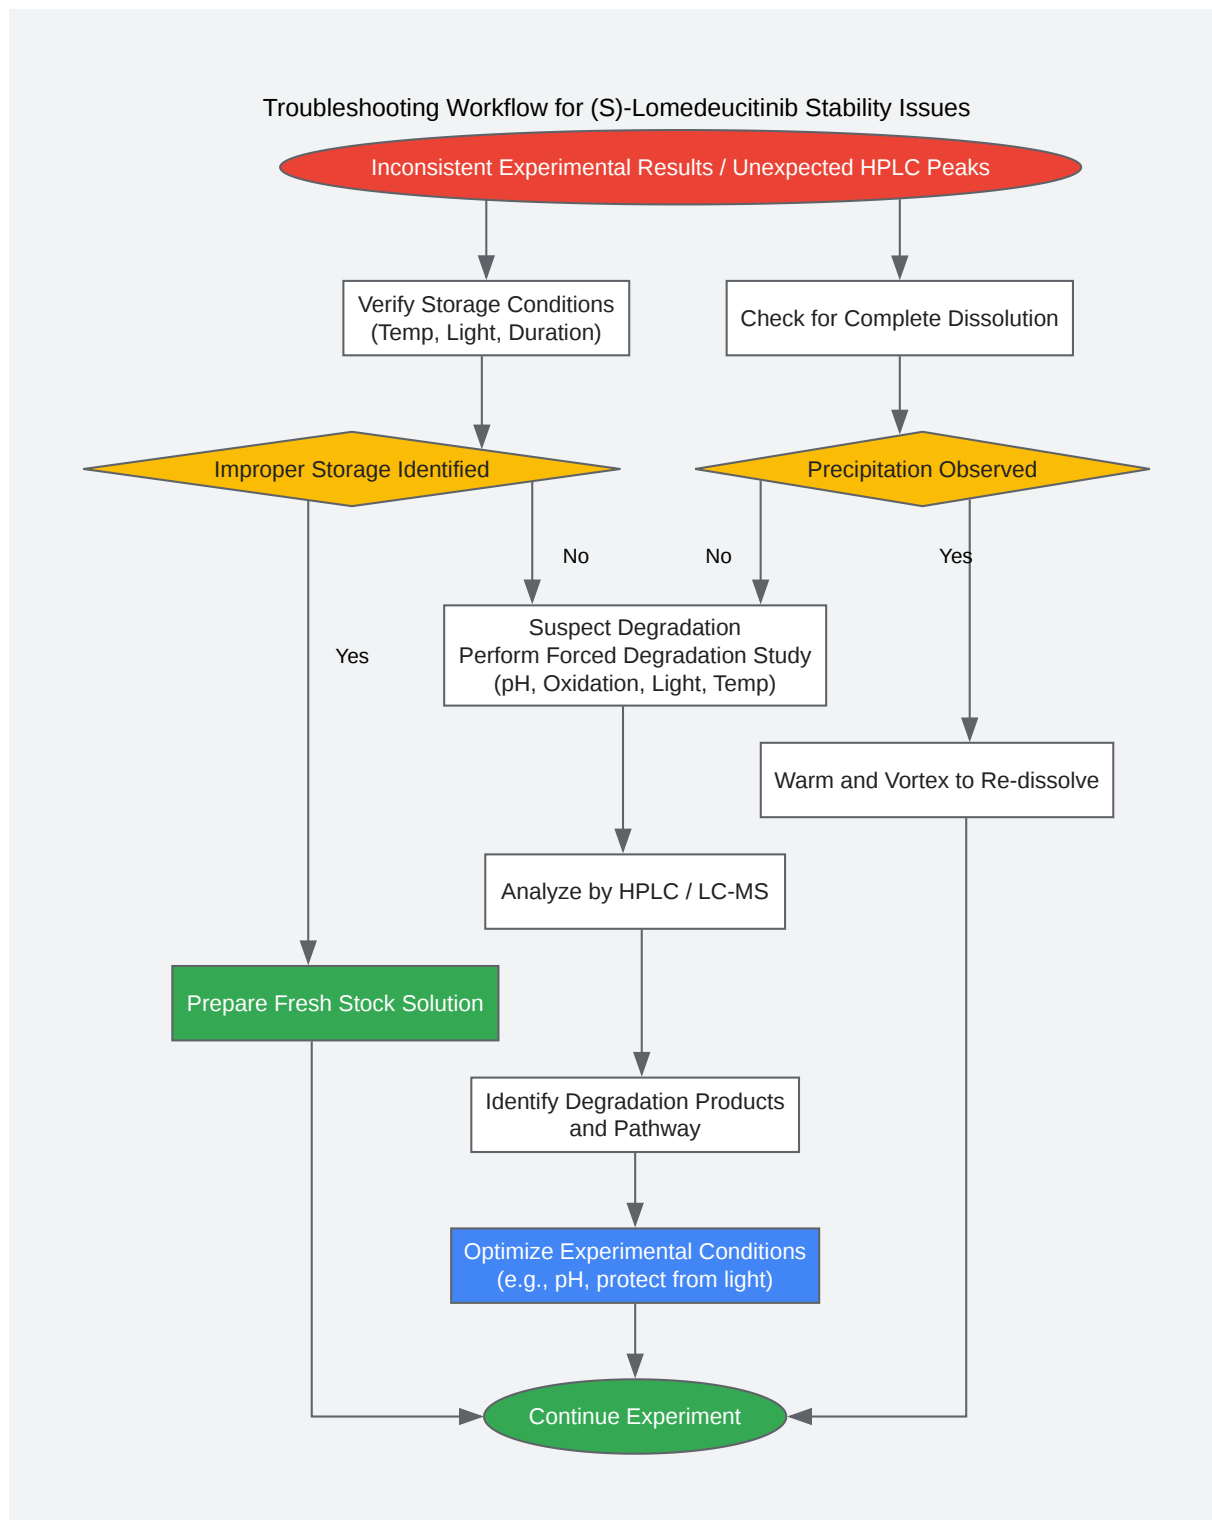 Troubleshooting Workflow for (S)-Lomedeucitinib Stability Issues
Inconsistent Experimental Results / Unexpected HPLC Peaks
Verify Storage Conditions
(Temp, Light, Duration)
Check for Complete Dissolution
Improper Storage Identified
Precipitation Observed
No
No
Yes
Suspect Degradation
Perform Forced Degradation Study
(pH, Oxidation, Light, Temp)
Yes
Warm and Vortex to Re-dissolve
Analyze by HPLC / LC-MS
Prepare Fresh Stock Solution
Identify Degradation Products
and Pathway
Optimize Experimental Conditions
(e.g., pH, protect from light)
Continue Experiment